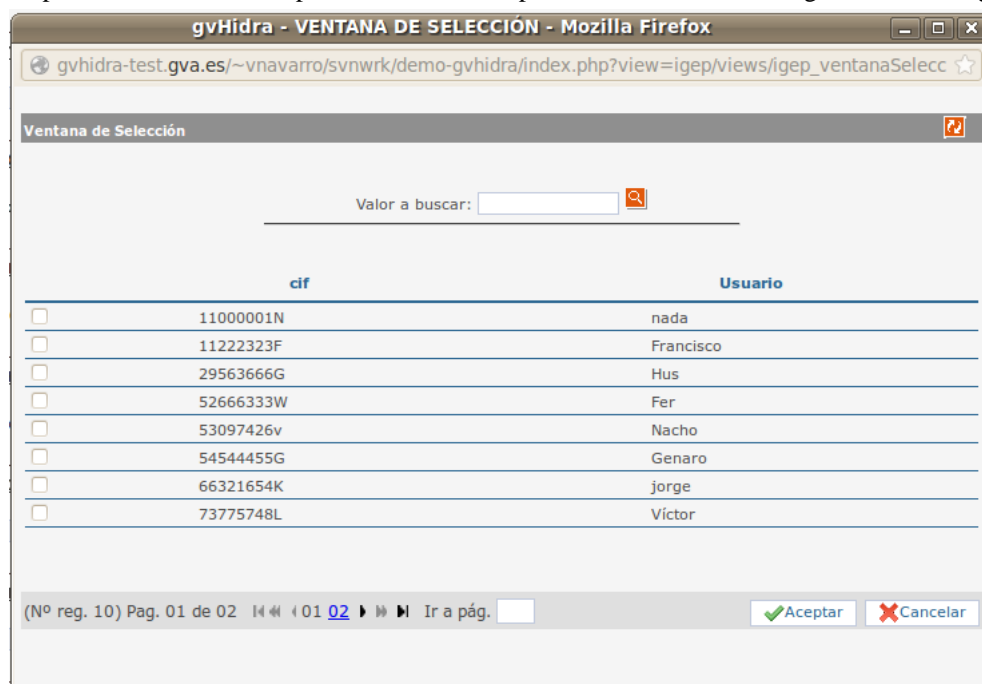 gvHidra - VENTANA DE SELECCIÓN - Mozilla Firefox
gvhidra-test.gva.es/~vnavarro/svnwrk/demo-gvhidra/index.php?view=igep/views/igep_ventanaSelecc
Ventana de Selección
Valor a buscar:
cif Usuario
11000001N nada
11222323F Francisco
29563666G Hus
52666333W Fer
53097426v Nacho
54544455G Genaro
66321654K jorge
73775748L Víctor
(Nº reg. 10) Pag. 01 de 02 01 02 Ir a pág. Aceptar Cancelar